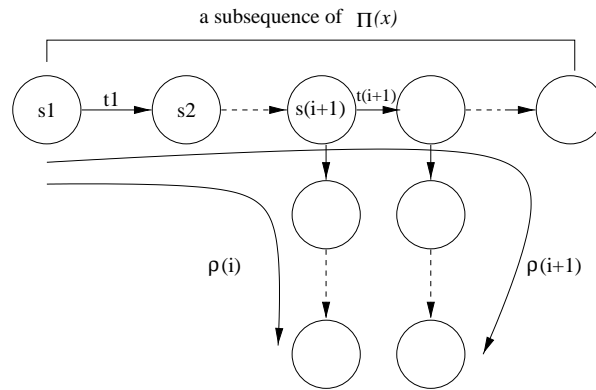 a subsequence of Π(x)
s1 t1 s2 s(i+1) t(i+1)
ρ(i) ρ(i+1)